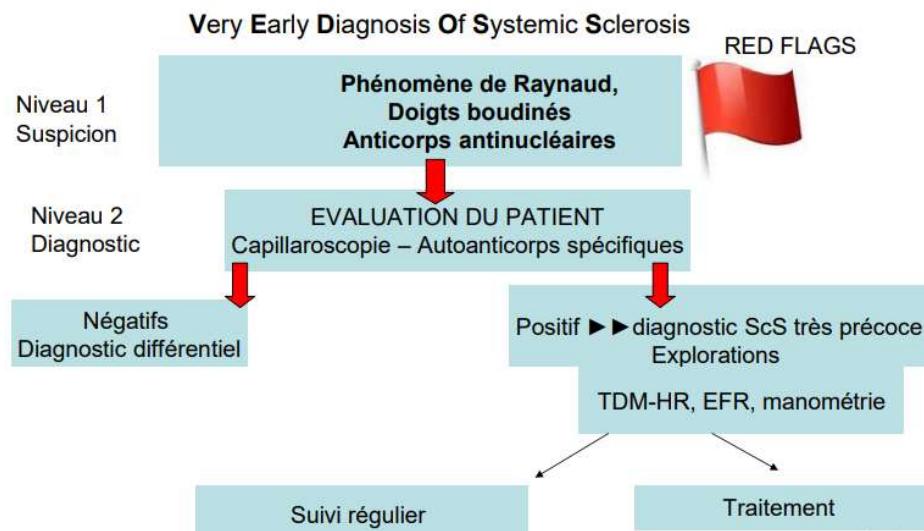 Very Early Diagnosis Of Systemic Sclerosis
RED FLAGS
Niveau 1
Suspicion
Phénomène de Raynaud,
Doigts boudinés
Anticorps antinucléaires
Niveau 2
Diagnostic
EVALUATION DU PATIENT
Capillaroscopie – Autoanticorps spécifiques
Négatifs
Diagnostic différentiel
Positif ►►diagnostic ScS très précoce
Explorations
TDM-HR, EFR, manométrie
Suivi régulier
Traitement